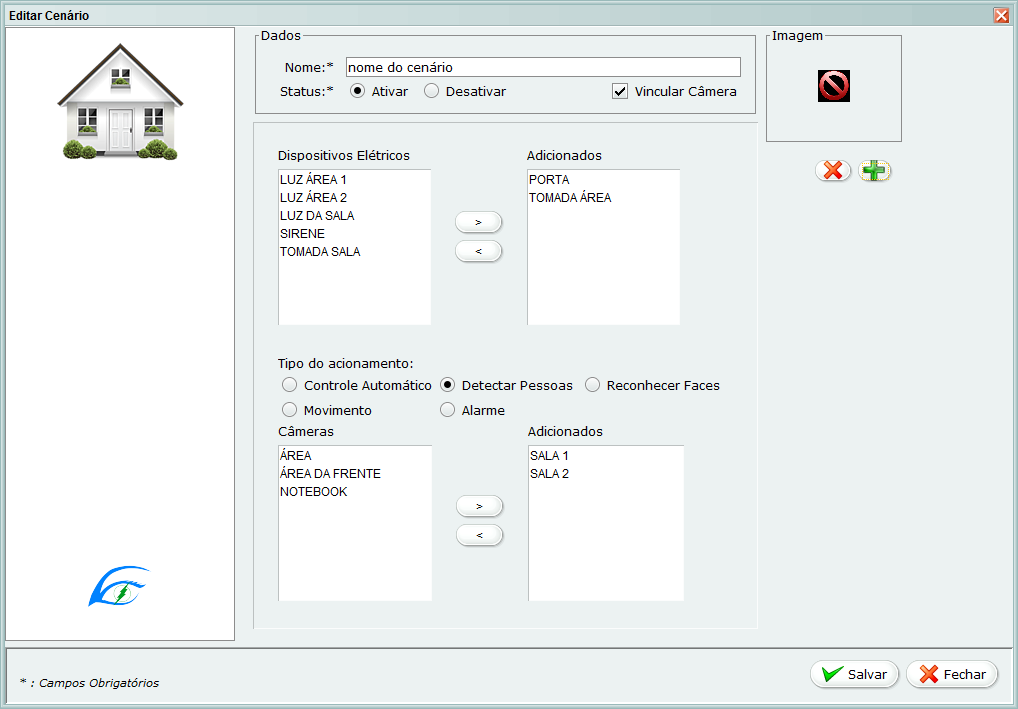 Editar Cenário
Dados
Nome:* nome do cenário
Status:* Ativar Desativar Vincular Câmera
Imagem
Dispositivos Elétricos
LUZ ÁREA 1
LUZ ÁREA 2
LUZ DA SALA
SIRENE
TOMADA SALA
>
<
Adicionados
PORTA
TOMADA ÁREA
Tipo do acionamento:
Controle Automático Detectar Pessoas Reconhecer Faces
Movimento Alarme
Câmeras
ÁREA
ÁREA DA FRENTE
NOTEBOOK
>
<
Adicionados
SALA 1
SALA 2
* : Campos Obrigatórios
Salvar Fechar